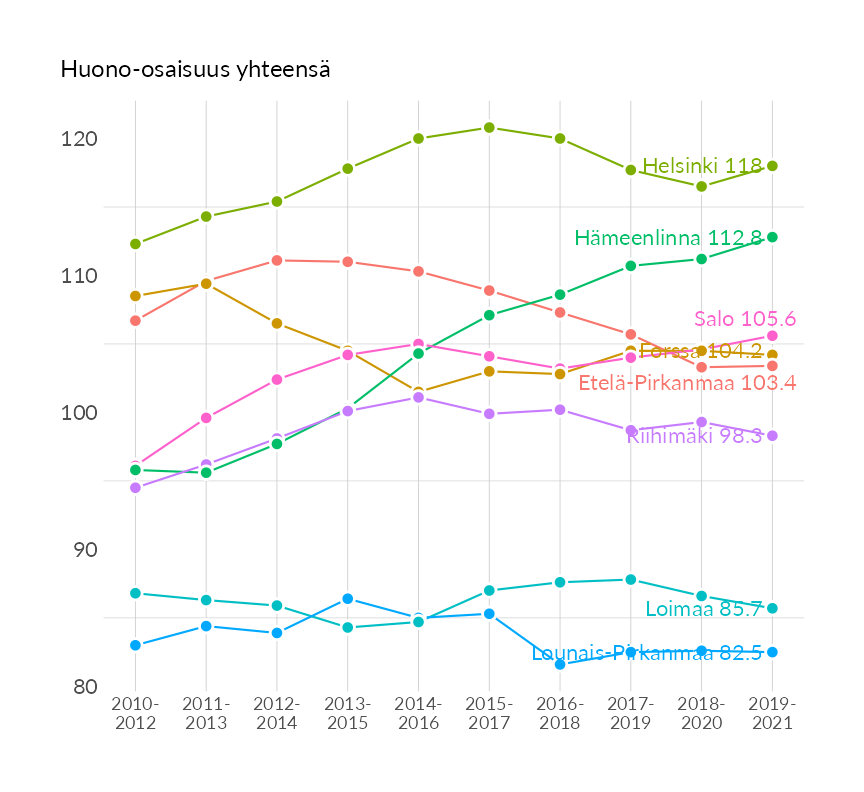 Huono-osaisuus yhteensä
120
110
100
90
80
Helsinki 118
Hämeenlinna 112.8
Salo 105.6
Forssa 104.2
Etelä-Pirkanmaa 103.4
Riihimäki 98.3
Loimaa 85.7
Lounais-Pirkanmaa 82.5
2010- 2011- 2012- 2013- 2014- 2015- 2016- 2017- 2018- 2019-
2012 2013 2014 2015 2016 2017 2018 2019 2020 2021